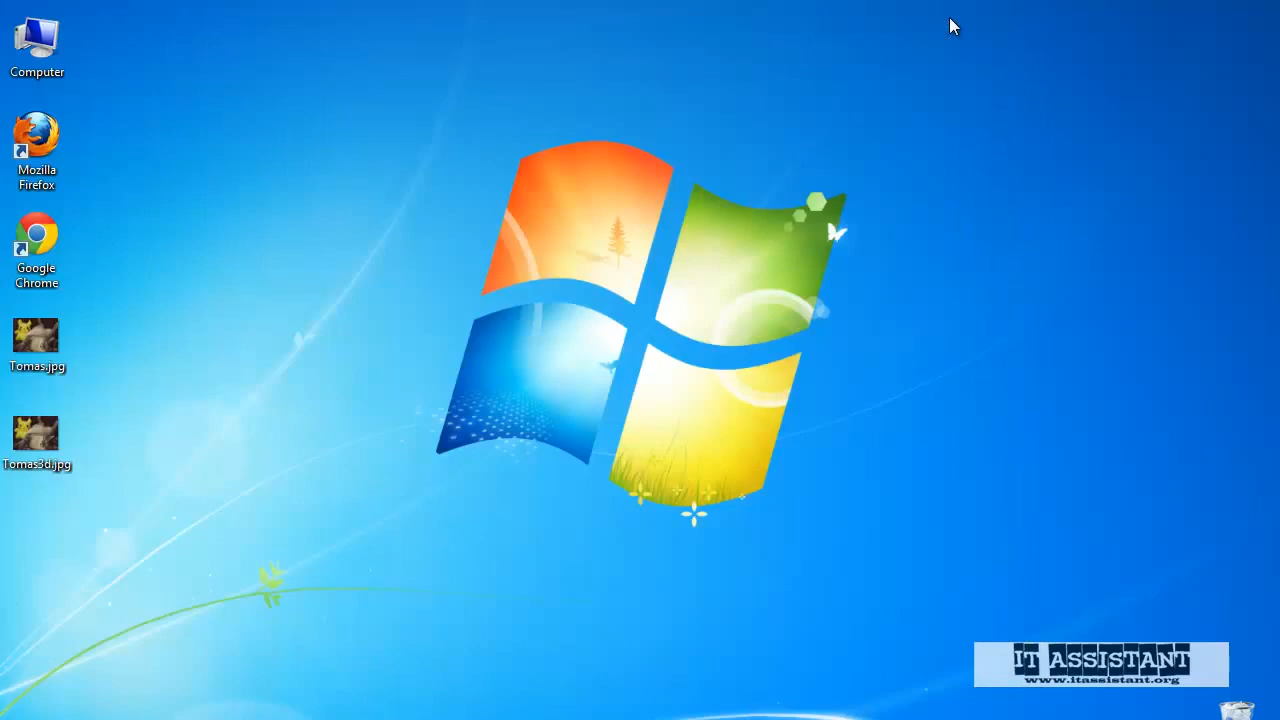 Computer
Mozilla
Firefox
Google
Chrome
Tomas.jpg
Tomas3d.jpg
IT ASSISTANT
www.itassistant.org